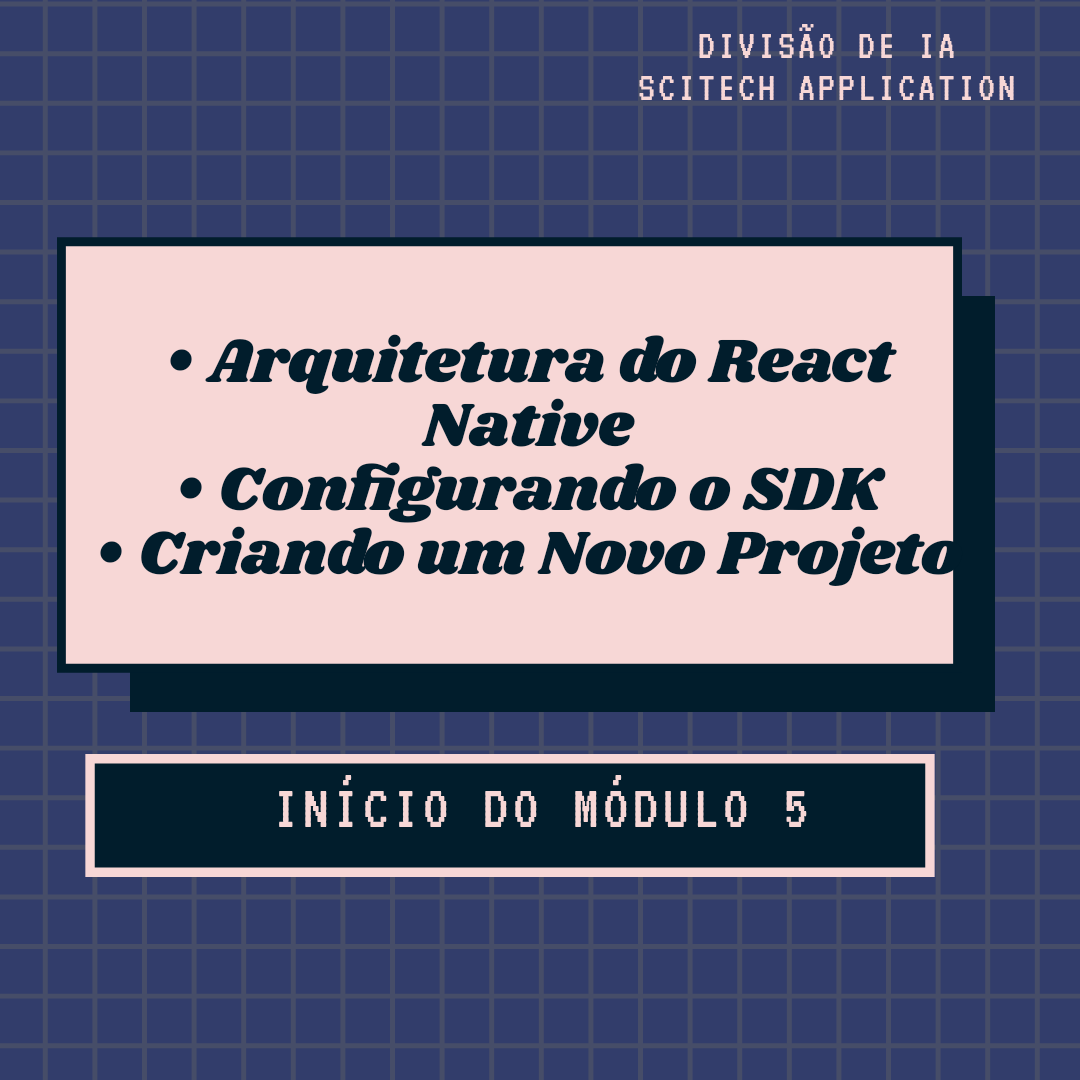 DIVISÃO DE IA
SCITECH APPLICATION
• Arquitetura do React
Native
• Configurando o SDK
• Criando um Novo Projeto
INÍCIO DO MÓDULO 5